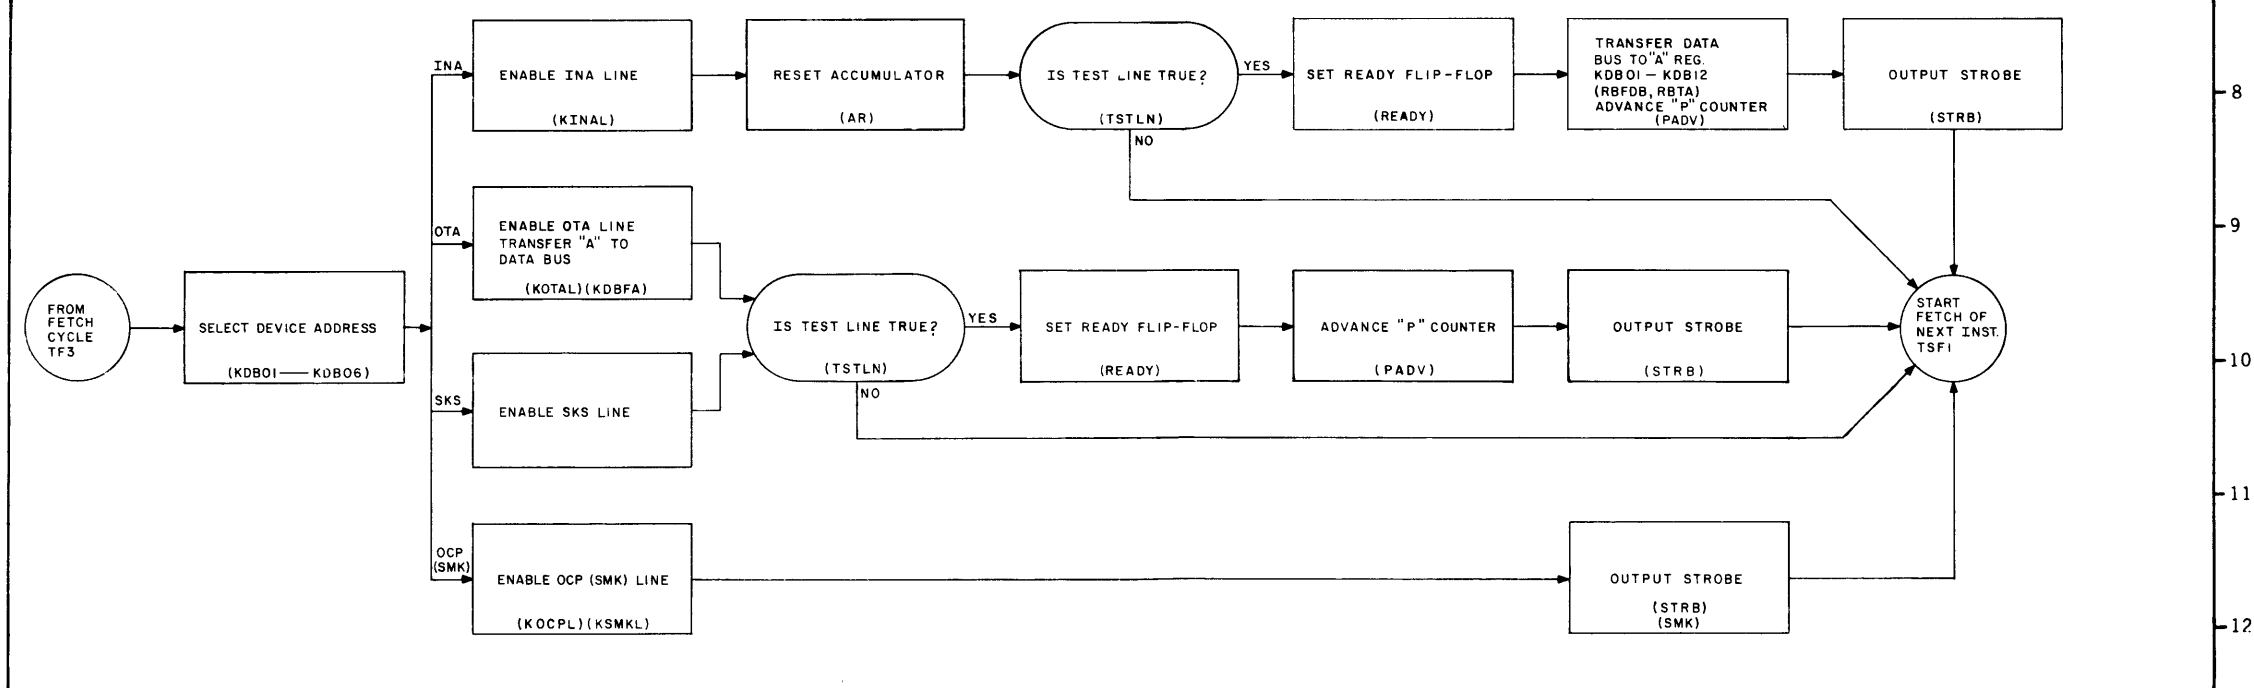 INA
ENABLE INA LINE
(KINAL)
RESET ACCUMULATOR
(AR)
IS TEST LINE TRUE?
(TSTLN)
YES
NO
SET READY FLIP-FLOP
(READY)
TRANSFER DATA
BUS TO "A" REG.
KDB01 — KDB12
(RBFDB, RBTA)
ADVANCE "P" COUNTER
(PADV)
OUTPUT STROBE
(STRB)
8
OTA
ENABLE OTA LINE
TRANSFER "A" TO
DATA BUS
(KOTAL)(KDBFA)
9
FROM
FETCH
CYCLE
TF3
SELECT DEVICE ADDRESS
(KDB01 — KDB06)
IS TEST LINE TRUE?
(TSTLN)
YES
NO
SET READY FLIP-FLOP
(READY)
ADVANCE "P" COUNTER
(PADV)
OUTPUT STROBE
(STRB)
START
FETCH OF
NEXT INST.
TSF1
10
SKS
ENABLE SKS LINE
11
OCP
(SMK)
ENABLE OCP (SMK) LINE
(KOCPL)(KSMKL)
OUTPUT STROBE
(STRB)
(SMK)
12